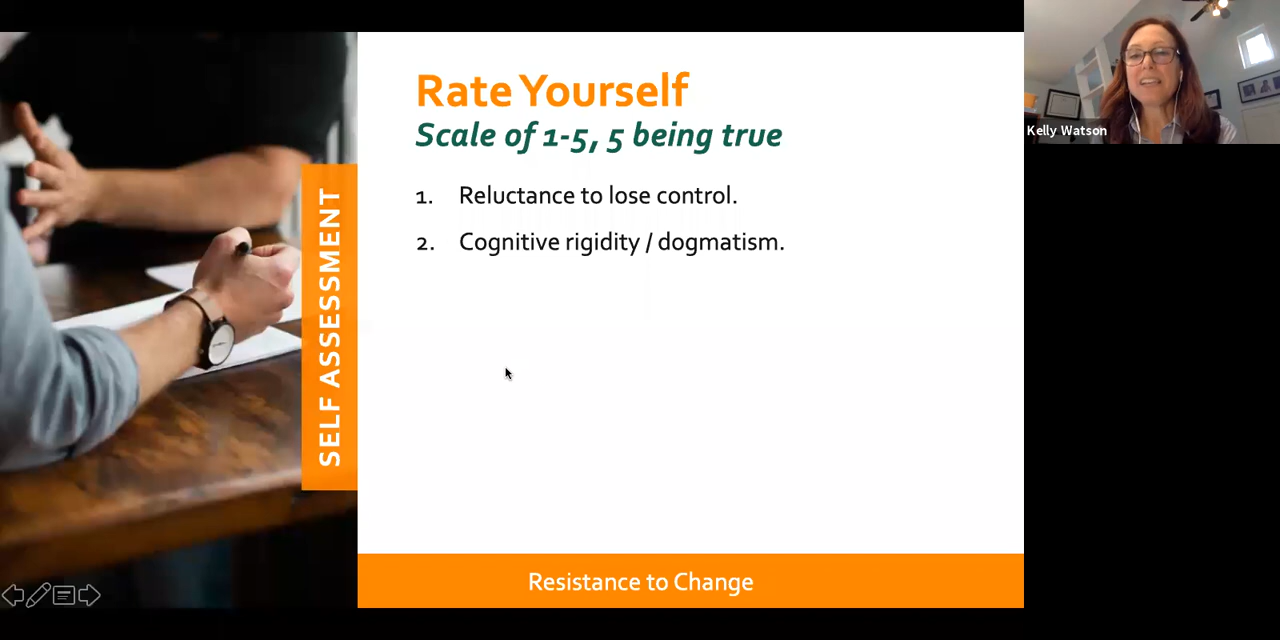 Rate Yourself
Scale of 1-5, 5 being true
1. Reluctance to lose control.
2. Cognitive rigidity / dogmatism.
SELF ASSESSMENT
Resistance to Change
Kelly Watson